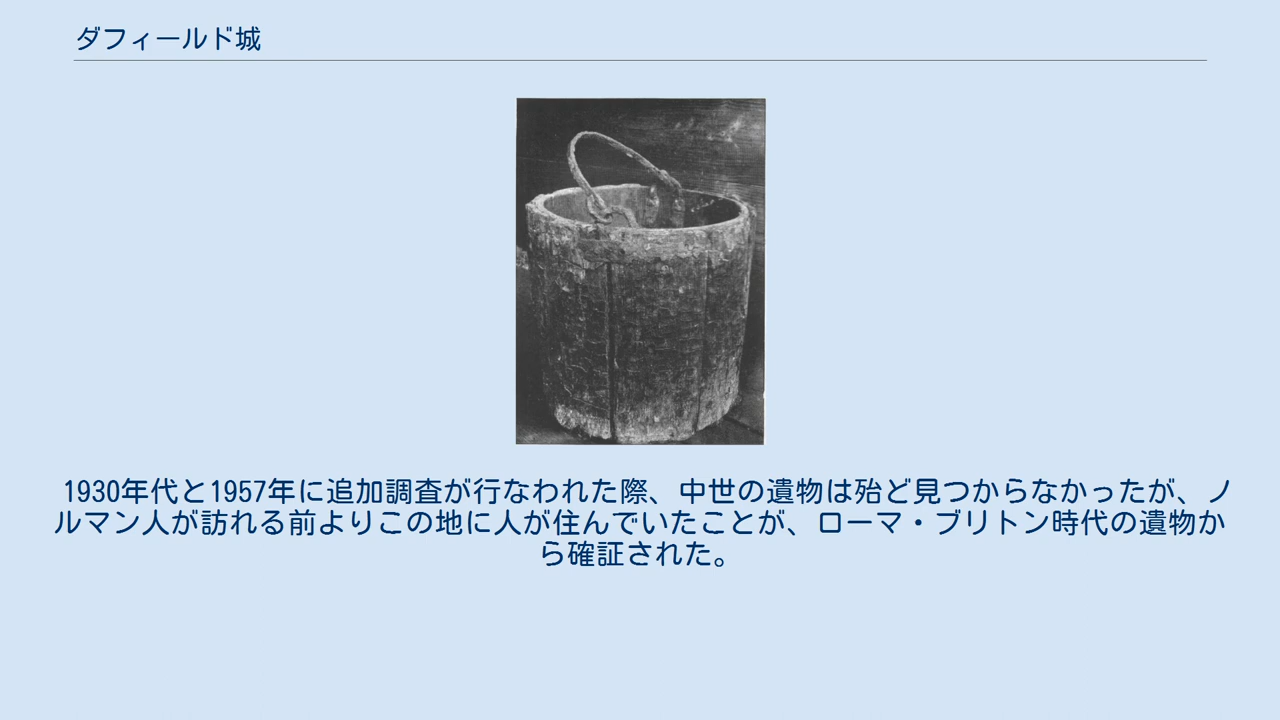 ダフィールド城
1930年代と1957年に追加調査が行なわれた際、中世の遺物は殆ど見つからなかったが、ノ
ルマン人が訪れる前よりこの地に人が住んでいたことが、ローマ・ブリトン時代の遺物か
ら確証された。